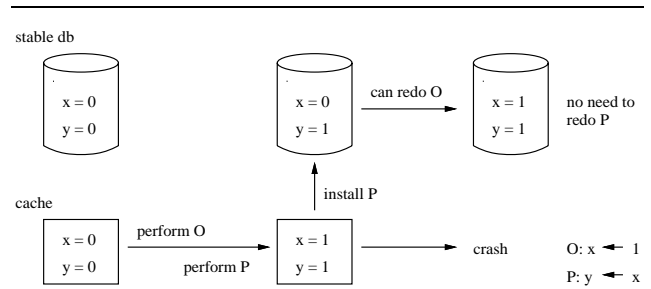 stable db
x = 0
y = 0
x = 0
y = 1
can redo O
x = 1
y = 1
no need to
redo P
install P
cache
x = 0
y = 0
perform O
perform P
x = 1
y = 1
crash
O: x ← 1
P: y ← x